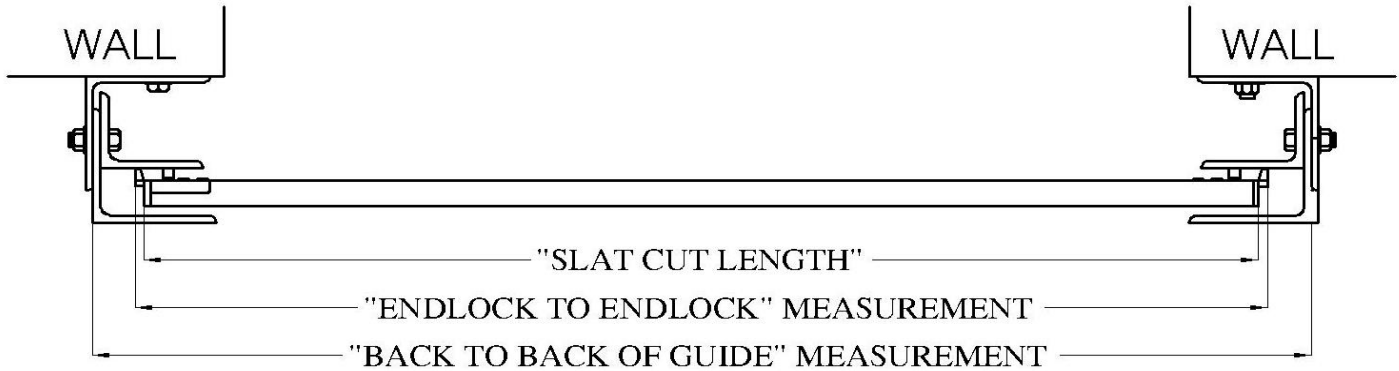 WALL
WALL
"SLAT CUT LENGTH"
"ENDLOCK TO ENDLOCK" MEASUREMENT
"BACK TO BACK OF GUIDE" MEASUREMENT